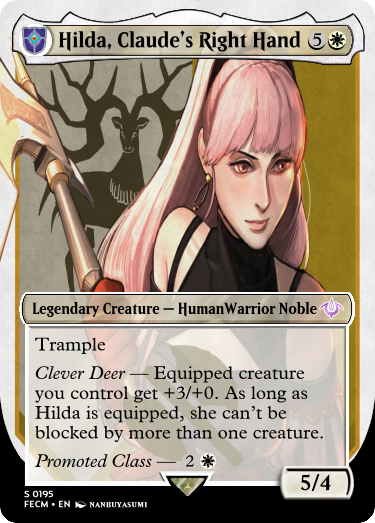 Hilda, Claude's Right Hand 5
Legendary Creature — HumanWarrior Noble
Trample
Clever Deer — Equipped creature
you control get +3/+0. As long as
Hilda is equipped, she can't be
blocked by more than one creature.
Promoted Class — 2
5/4
S 0195
FECM • EN NANBUYASUMI